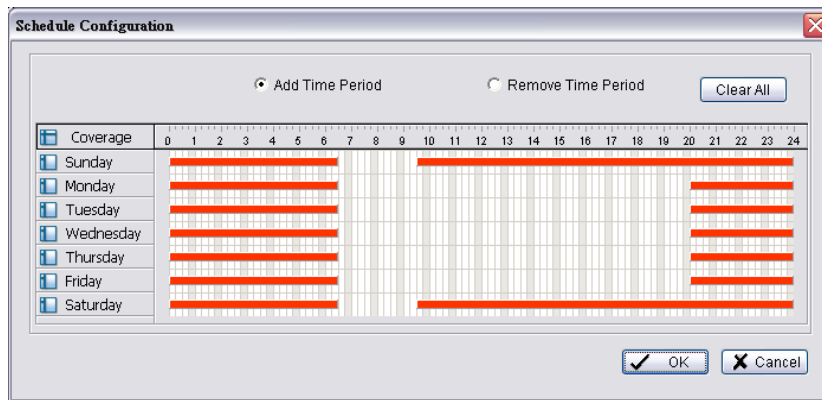 Schedule Configuration
Add Time Period Remove Time Period Clear All
Coverage 0 1 2 3 4 5 6 7 8 9 10 11 12 13 14 15 16 17 18 19 20 21 22 23 24
Sunday
Monday
Tuesday
Wednesday
Thursday
Friday
Saturday
OK Cancel